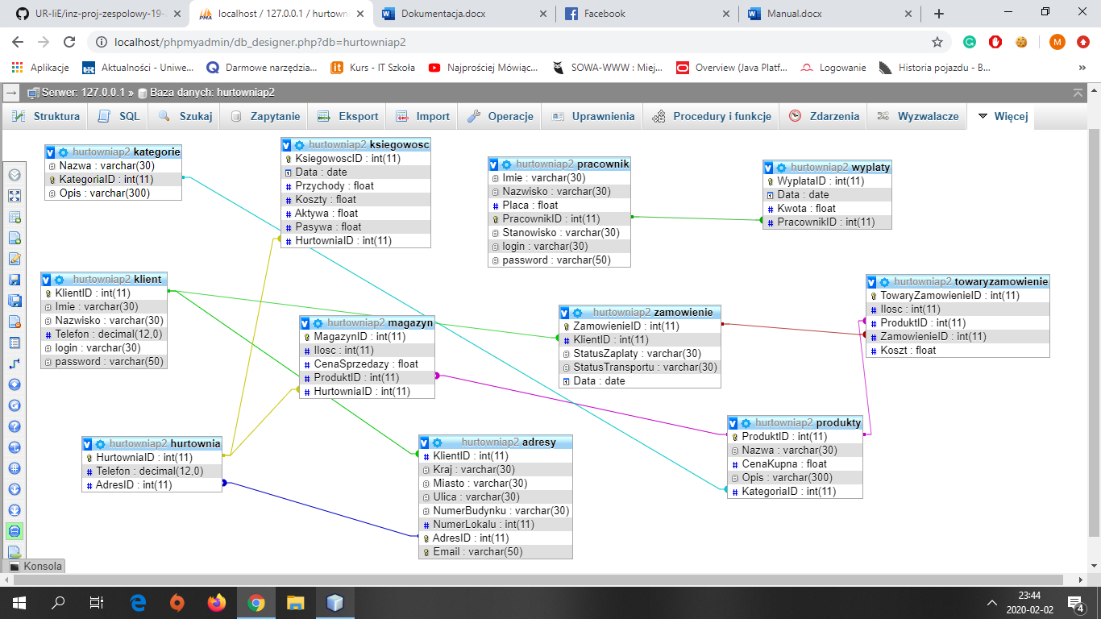 UR-IiE/inz-proj-zespolowy-19-
localhost / 127.0.0.1 / hurtown
Dokumentacja.docx
Facebook
Manual.docx
localhost/phpmyadmin/db_designer.php?db=hurtowniap2
Aplikacje
Aktualności - Uniwe...
Darmowe narzędzia...
Kurs - IT Szkoła
Najprościej Mówiąc,...
SOWA-WWW : Miej...
Overview (Java Platf...
Logowanie
Historia pojazdu - B...
Serwer: 127.0.0.1 » Baza danych: hurtowniap2
Struktura
SQL
Szukaj
Zapytanie
Eksport
Import
Operacje
Uprawnienia
Procedury i funkcje
Zdarzenia
Wyzwalacze
Więcej
hurtowniap2 kategorie
Nazwa : varchar(30)
KategoriaID : int(11)
Opis : varchar(300)
hurtowniap2 ksiegowosc
KsiegowoscID : int(11)
Data : date
Przychody : float
Koszty : float
Aktywa : float
Pasywa : float
HurtowniaID : int(11)
hurtowniap2 pracownik
Imie : varchar(30)
Nazwisko : varchar(30)
Placa : float
PracownikID : int(11)
Stanowisko : varchar(30)
login : varchar(30)
password : varchar(50)
hurtowniap2 wyplaty
WyplataID : int(11)
Data : date
Kwota : float
PracownikID : int(11)
hurtowniap2 klient
KlientID : int(11)
Imie : varchar(30)
Nazwisko : varchar(30)
Telefon : decimal(12,0)
login : varchar(30)
password : varchar(50)
hurtowniap2 magazyn
MagazynID : int(11)
Ilosc : int(11)
CenaSprzedazy : float
ProduktID : int(11)
HurtowniaID : int(11)
hurtowniap2 zamowienie
ZamowienieID : int(11)
KlientID : int(11)
StatusZaplaty : varchar(30)
StatusTransportu : varchar(30)
Data : date
hurtowniap2 towaryzamowienie
TowaryZamowienieID : int(11)
Ilosc : int(11)
ProduktID : int(11)
ZamowienieID : int(11)
Koszt : float
hurtowniap2 hurtownia
HurtowniaID : int(11)
Telefon : decimal(12,0)
AdresID : int(11)
hurtowniap2 adresy
KlientID : int(11)
Kraj : varchar(30)
Miasto : varchar(30)
Ulica : varchar(30)
NumerBudynku : varchar(30)
NumerLokalu : int(11)
AdresID : int(11)
Email : varchar(50)
hurtowniap2 produkty
ProduktID : int(11)
Nazwa : varchar(30)
CenaKupna : float
Opis : varchar(300)
KategoriaID : int(11)
Konsola
23:44
2020-02-02
4